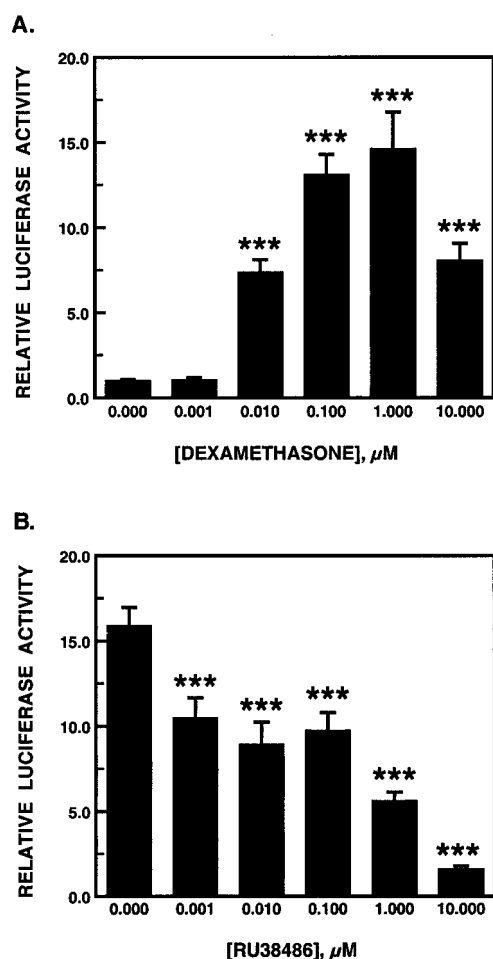 A.
RELATIVE LUCIFERASE ACTIVITY
20.0
15.0
10.0
5.0
0.0
*** *** *** ***
0.000 0.001 0.010 0.100 1.000 10.000
[DEXAMETHASONE], µM
B.
RELATIVE LUCIFERASE ACTIVITY
20.0
15.0
10.0
5.0
0.0
*** *** *** *** ***
0.000 0.001 0.010 0.100 1.000 10.000
[RU38486], µM